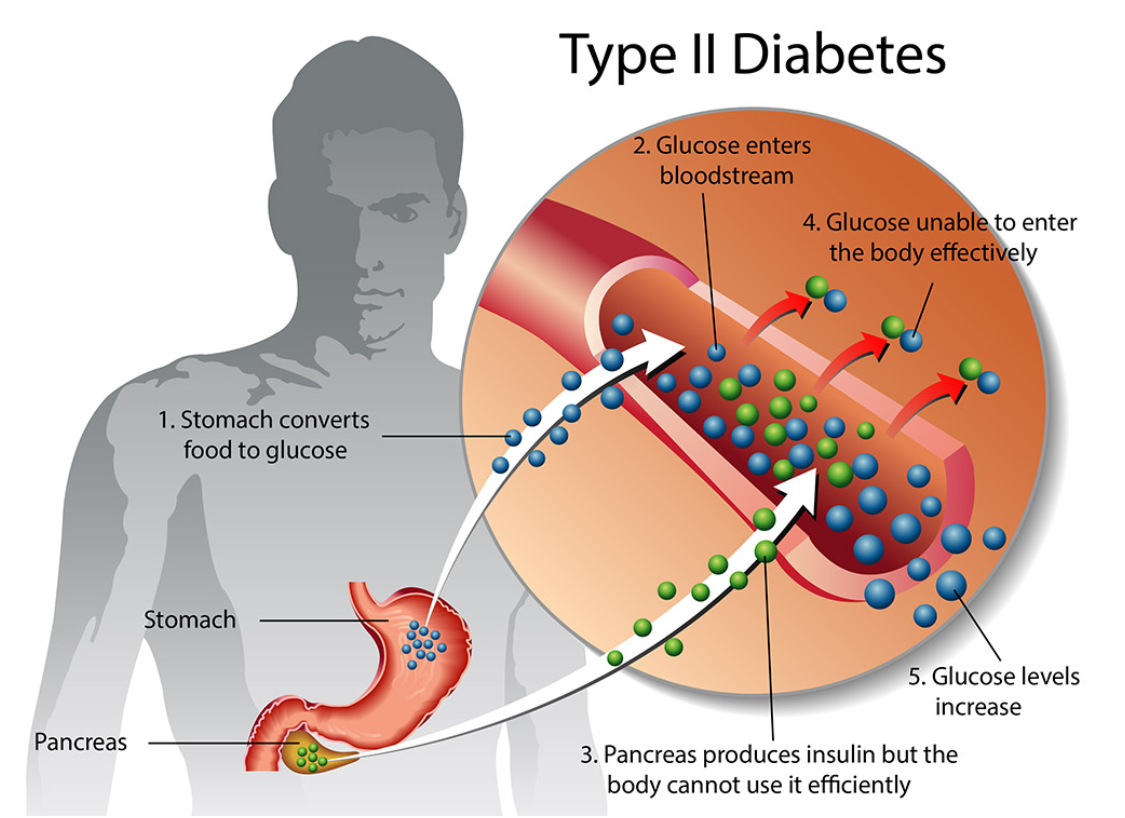 Type II Diabetes
2. Glucose enters
bloodstream
4. Glucose unable to enter
the body effectively
1. Stomach converts
food to glucose
Stomach
5. Glucose levels
increase
Pancreas
3. Pancreas produces insulin but the
body cannot use it efficiently